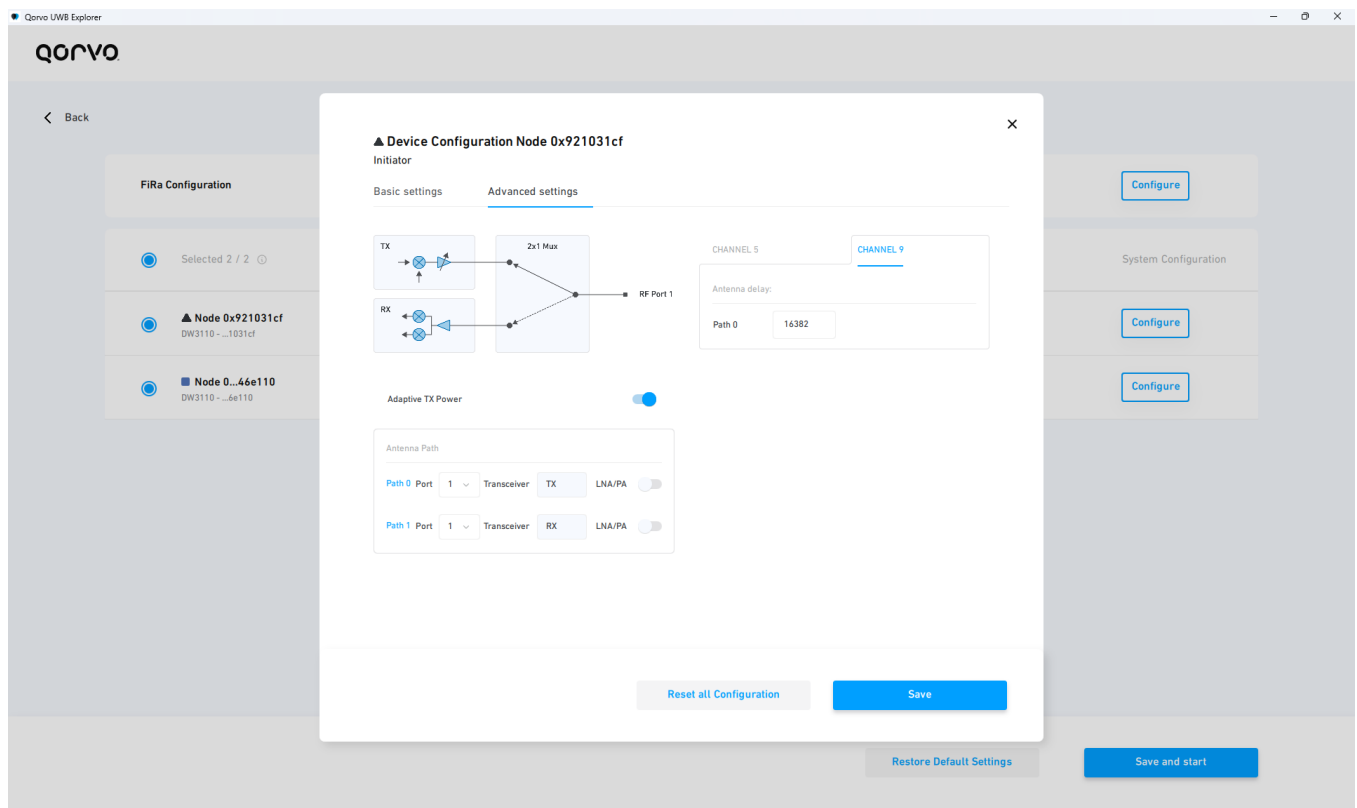 Qorvo UWB Explorer
QORVO
Back
FiRa Configuration
Configure
Selected 2 / 2
System Configuration
Node 0x921031cf
DW3110 - ...1031cf
Configure
Node 0...46e110
DW3110 - ...6e110
Configure
Device Configuration Node 0x921031cf
Initiator
Basic settings Advanced settings
TX
2x1 Mux
RX
RF Port 1
CHANNEL 5 CHANNEL 9
Antenna delay:
Path 0 16382
Adaptive TX Power
Antenna Path
Path 0 Port 1 Transceiver TX LNA/PA
Path 1 Port 1 Transceiver RX LNA/PA
Reset all Configuration Save
Restore Default Settings Save and start